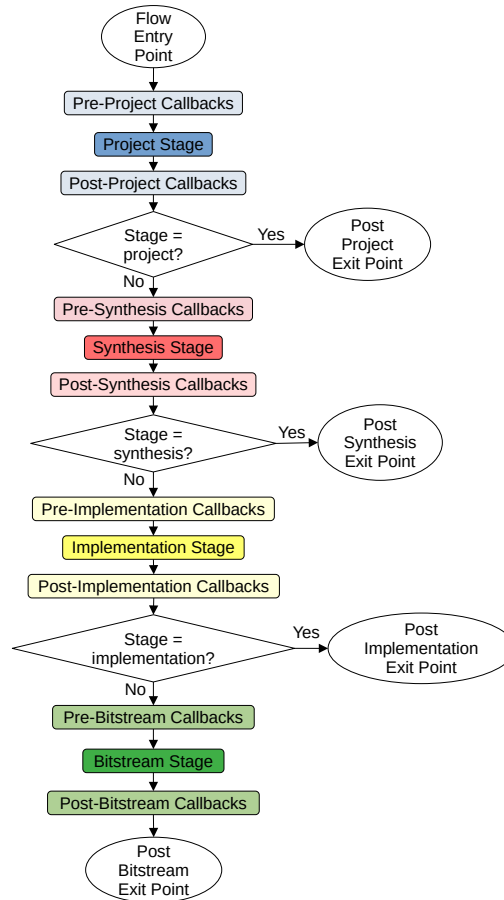 Flow
Entry
Point
Pre-Project Callbacks
Project Stage
Post-Project Callbacks
Stage =
project?
Yes
Post
Project
Exit Point
No
Pre-Synthesis Callbacks
Synthesis Stage
Post-Synthesis Callbacks
Stage =
synthesis?
Yes
Post
Synthesis
Exit Point
No
Pre-Implementation Callbacks
Implementation Stage
Post-Implementation Callbacks
Stage =
implementation?
Yes
Post
Implementation
Exit Point
No
Pre-Bitstream Callbacks
Bitstream Stage
Post-Bitstream Callbacks
Post
Bitstream
Exit Point